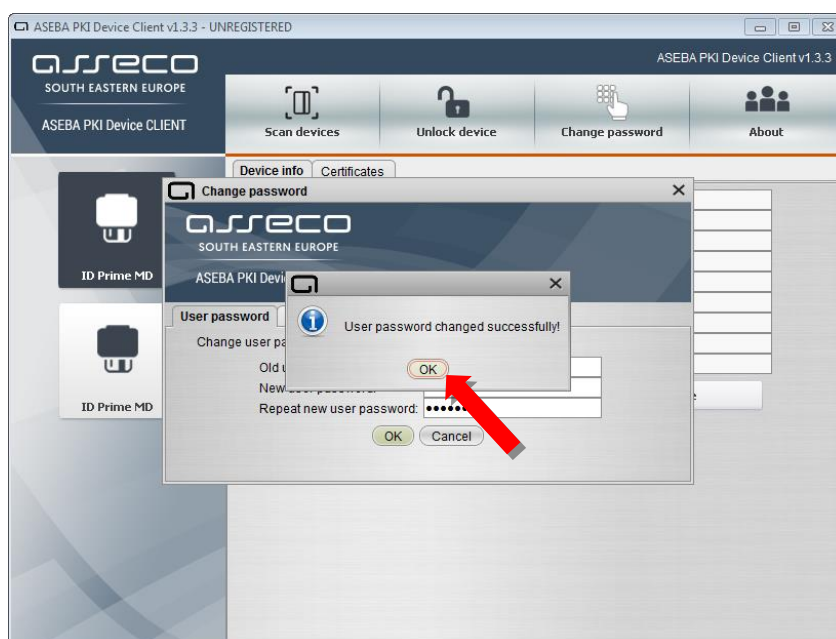 ASEBA PKI Device Client v1.3.3 - UNREGISTERED
asseco
SOUTH EASTERN EUROPE
ASEBA PKI Device CLIENT
ASEBA PKI Device Client v1.3.3
Scan devices
Unlock device
Change password
About
ID Prime MD
ID Prime MD
Device info
Certificates
Change password
asseco
SOUTH EASTERN EUROPE
ASEBA PKI
User password
User password changed successfully!
OK
Change user
Old
New
Repeat new user password:
OK
Cancel